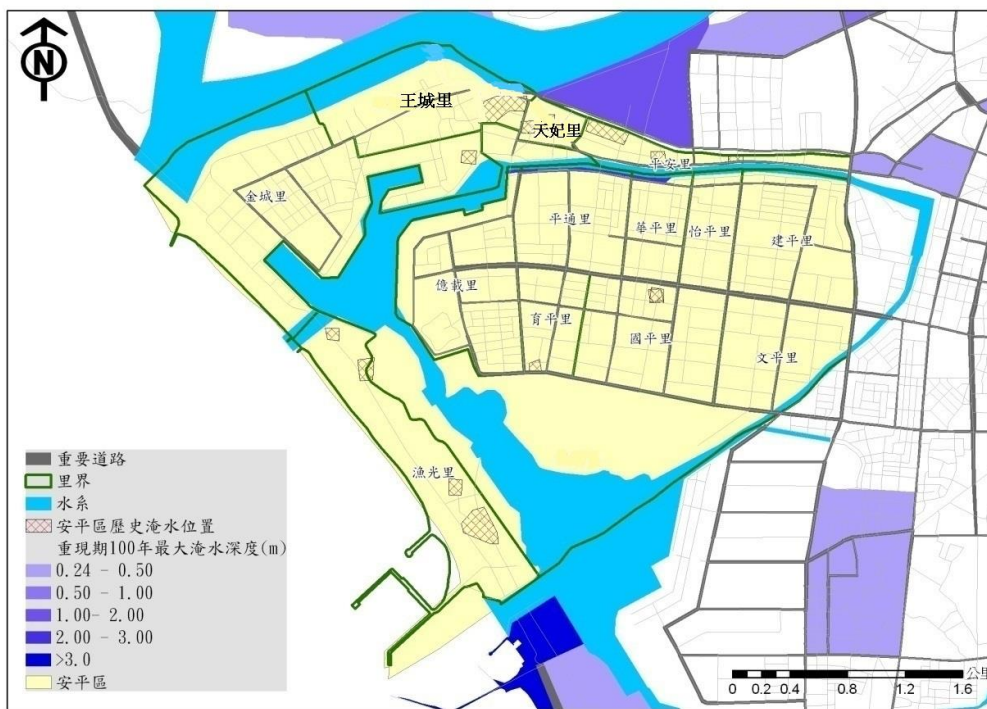 N
王城里
天妃里
平安里
金城里
平通里
華平里
怡平里
建平里
億載里
育平里
國平里
文平里
漁光里
重要道路
里界
水系
安平區歷史淹水位置
重現期100年最大淹水深度(m)
0.24 - 0.50
0.50 - 1.00
1.00- 2.00
2.00 - 3.00
>3.0
安平區
公里
0 0.2 0.4 0.8 1.2 1.6